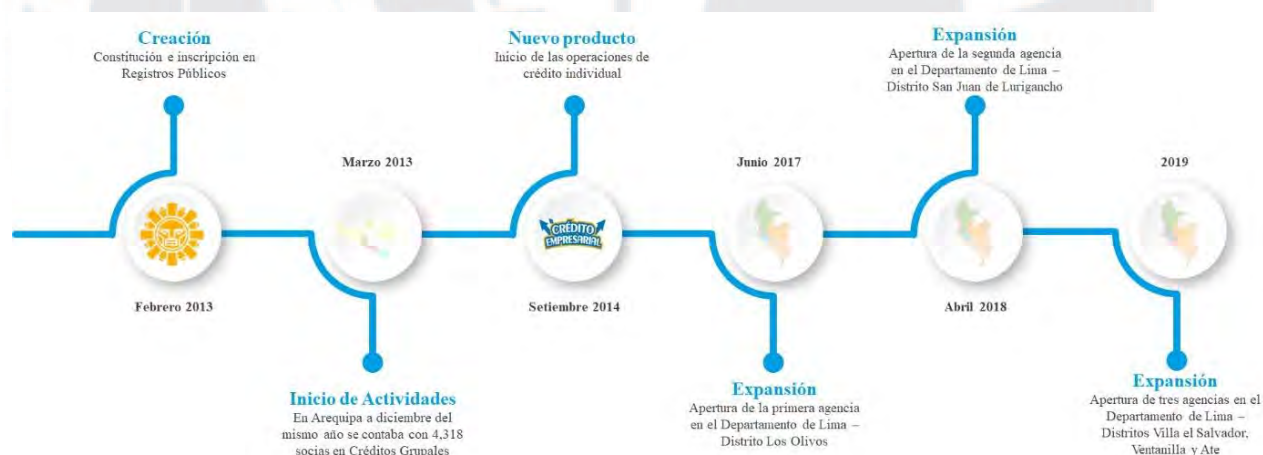 Creación
Constitución e inscripción en
Registros Públicos
Febrero 2013
Marzo 2013
Inicio de Actividades
En Arequipa a diciembre del
mismo año se contaba con 4,318
socias en Créditos Grupales
Nuevo producto
Inicio de las operaciones de
crédito individual
CRÉDITO
EMPRESARIAL
Setiembre 2014
Junio 2017
Expansión
Apertura de la primera agencia
en el Departamento de Lima –
Distrito Los Olivos
Expansión
Apertura de la segunda agencia
en el Departamento de Lima –
Distrito San Juan de Lurigancho
Abril 2018
2019
Expansión
Apertura de tres agencias en el
Departamento de Lima –
Distritos Villa el Salvador,
Ventanilla y Ate